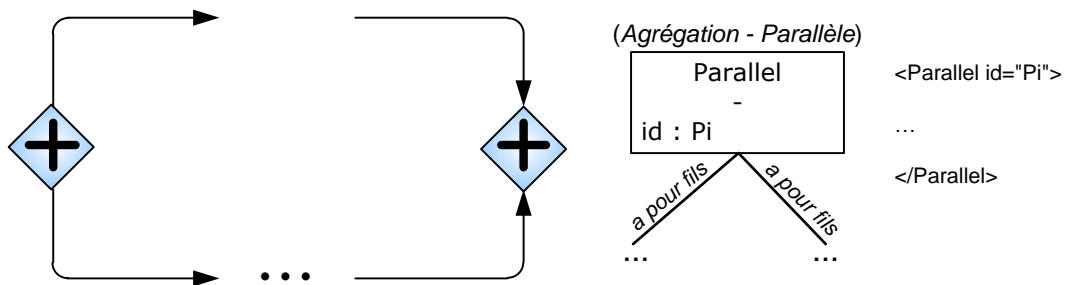 (Agrégation - Parallèle)
Parallel
-
id : Pi
a pour fils
a pour fils
...
...
...
<Parallel id="Pi">
…
</Parallel>